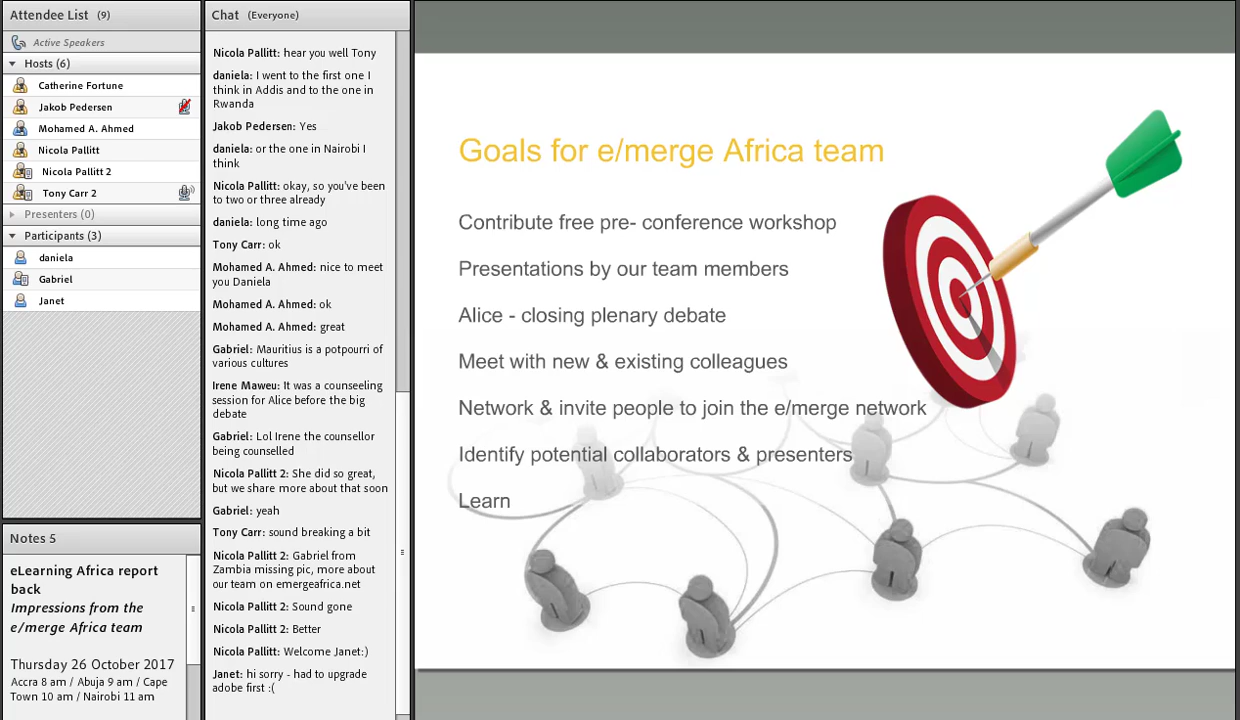 Attendee List (9)
Active Speakers
Hosts (6)
Catherine Fortune
Jakob Pedersen
Mohamed A. Ahmed
Nicola Pallitt
Nicola Pallitt 2
Tony Carr 2
Presenters (0)
Participants (3)
daniela
Gabriel
Janet
Notes 5
eLearning Africa report
back
Impressions from the
e/merge Africa team
Thursday 26 October 2017
Accra 8 am / Abuja 9 am / Cape
Town 10 am / Nairobi 11 am
Chat (Everyone)
Nicola Pallitt: hear you well Tony
daniela: I went to the first one I
think in Addis and to the one in
Rwanda
Jakob Pedersen: Yes
daniela: or the one in Nairobi I
think
Nicola Pallitt: okay, so you've been
to two or three already
daniela: long time ago
Tony Carr: ok
Mohamed A. Ahmed: nice to meet
you Daniela
Mohamed A. Ahmed: ok
Mohamed A. Ahmed: great
Gabriel: Mauritius is a potpourri of
various cultures
Irene Maweu: It was a counseeling
session for Alice before the big
debate
Gabriel: Lol Irene the counsellor
being counselled
Nicola Pallitt 2: She did so great,
but we share more about that soon
Gabriel: yeah
Tony Carr: sound breaking a bit
Nicola Pallitt 2: Gabriel from
Zambia missing pic, more about
our team on emergeafrica.net
Nicola Pallitt 2: Sound gone
Nicola Pallitt 2: Better
Nicola Pallitt: Welcome Janet:)
Janet: hi sorry - had to upgrade
adobe first :(
Goals for e/merge Africa team
Contribute free pre- conference workshop
Presentations by our team members
Alice - closing plenary debate
Meet with new & existing colleagues
Network & invite people to join the e/merge network
Identify potential collaborators & presenters
Learn